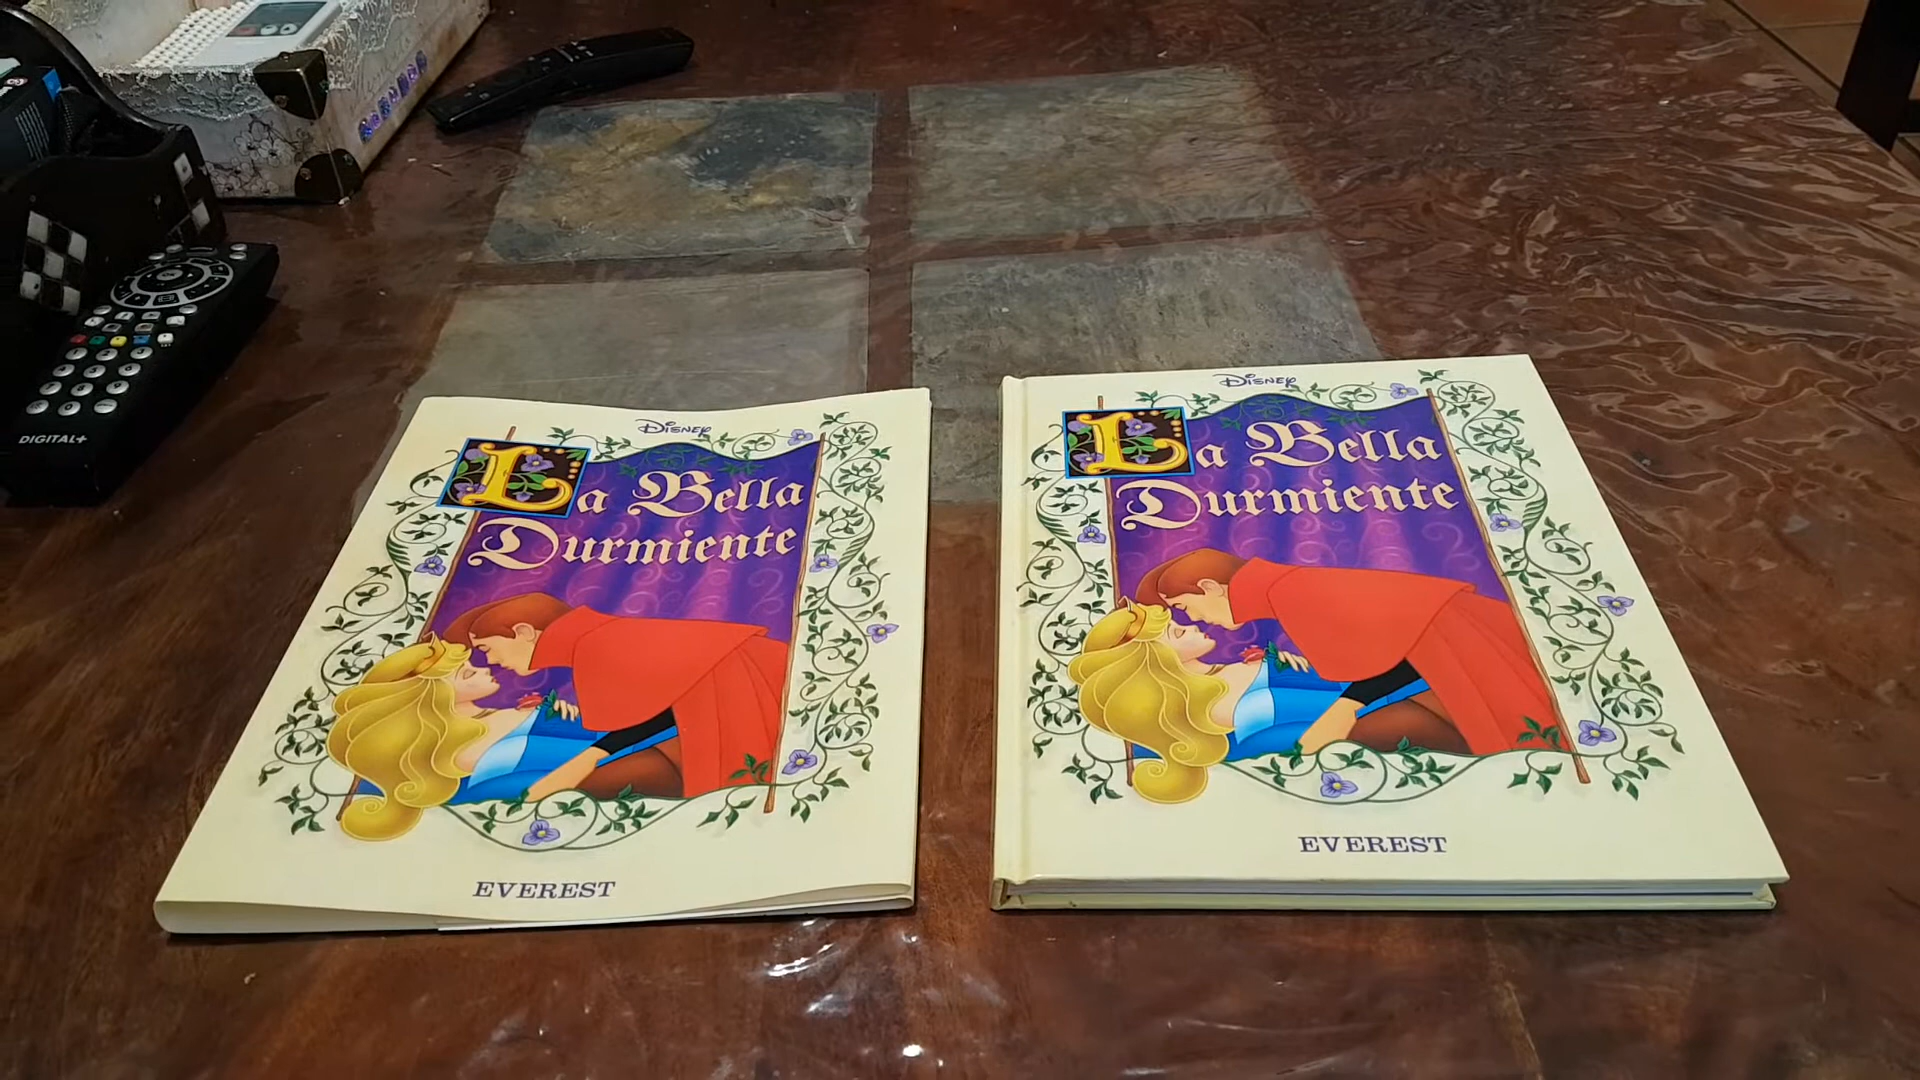 Disney
La Bella
Durmiente
EVEREST
Disney
La Bella
Durmiente
EVEREST
DIGITAL+